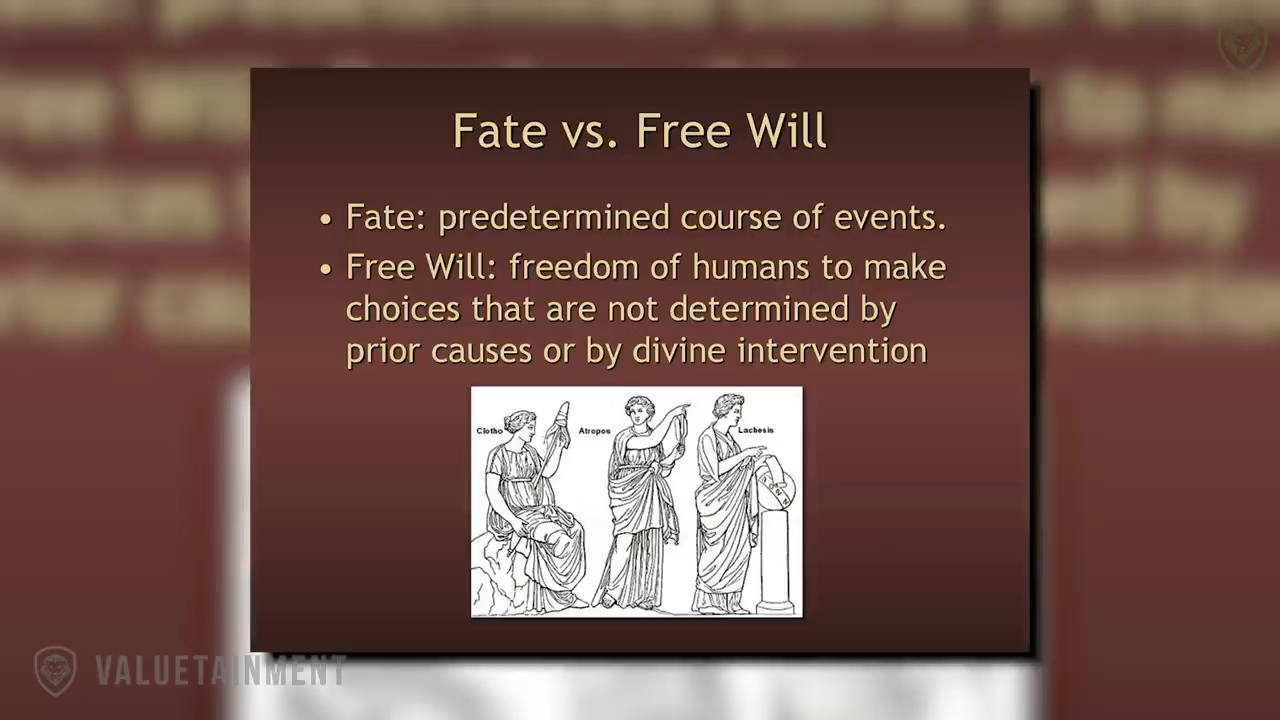 Fate vs. Free Will
• Fate: predetermined course of events.
• Free Will: freedom of humans to make
choices that are not determined by
prior causes or by divine intervention
Clotho
Atropos
Lachesis
VALUETAINMENT